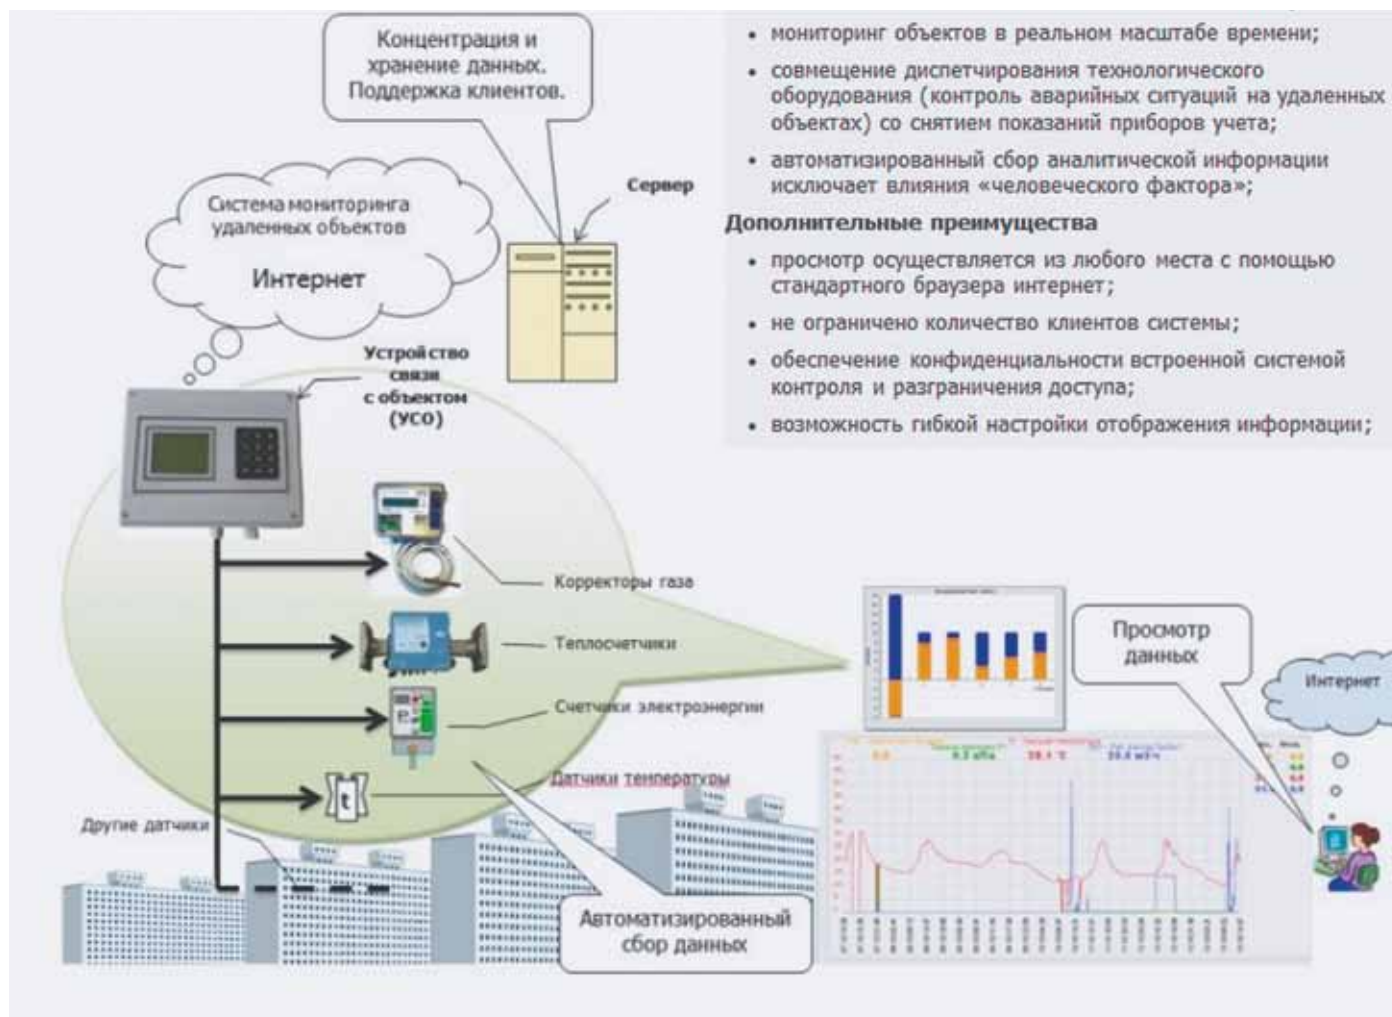 Концентрация и
хранение данных.
Поддержка клиентов.
Сервер
Система мониторинга
удаленных объектов
Интернет
Устройство
связи
с объектом
(УСО)
• мониторинг объектов в реальном масштабе времени;
• совмещение диспетчирования технологического
оборудования (контроль аварийных ситуаций на удаленных
объектах) со снятием показаний приборов учета;
• автоматизированный сбор аналитической информации
исключает влияния «человеческого фактора»;
Дополнительные преимущества
• просмотр осуществляется из любого места с помощью
стандартного браузера интернет;
• не ограничено количество клиентов системы;
• обеспечение конфиденциальности встроенной системой
контроля и разграничения доступа;
• возможность гибкой настройки отображения информации;
Корректоры газа
Теплосчетчики
Счетчики электроэнергии
Датчики температуры
t
Другие датчики
Автоматизированный
сбор данных
Просмотр
данных
Интернет